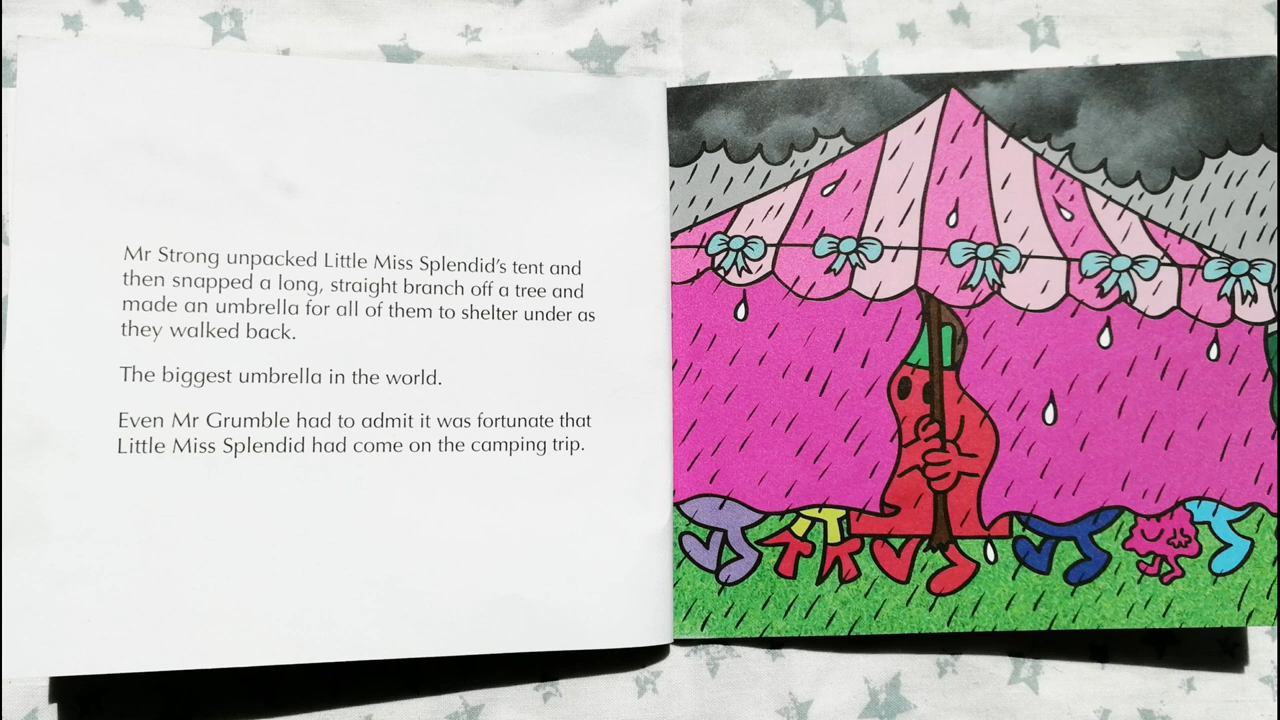 Mr Strong unpacked Little Miss Splendid's tent and
then snapped a long, straight branch off a tree and
made an umbrella for all of them to shelter under as
they walked back.
The biggest umbrella in the world.
Even Mr Grumble had to admit it was fortunate that
Little Miss Splendid had come on the camping trip.